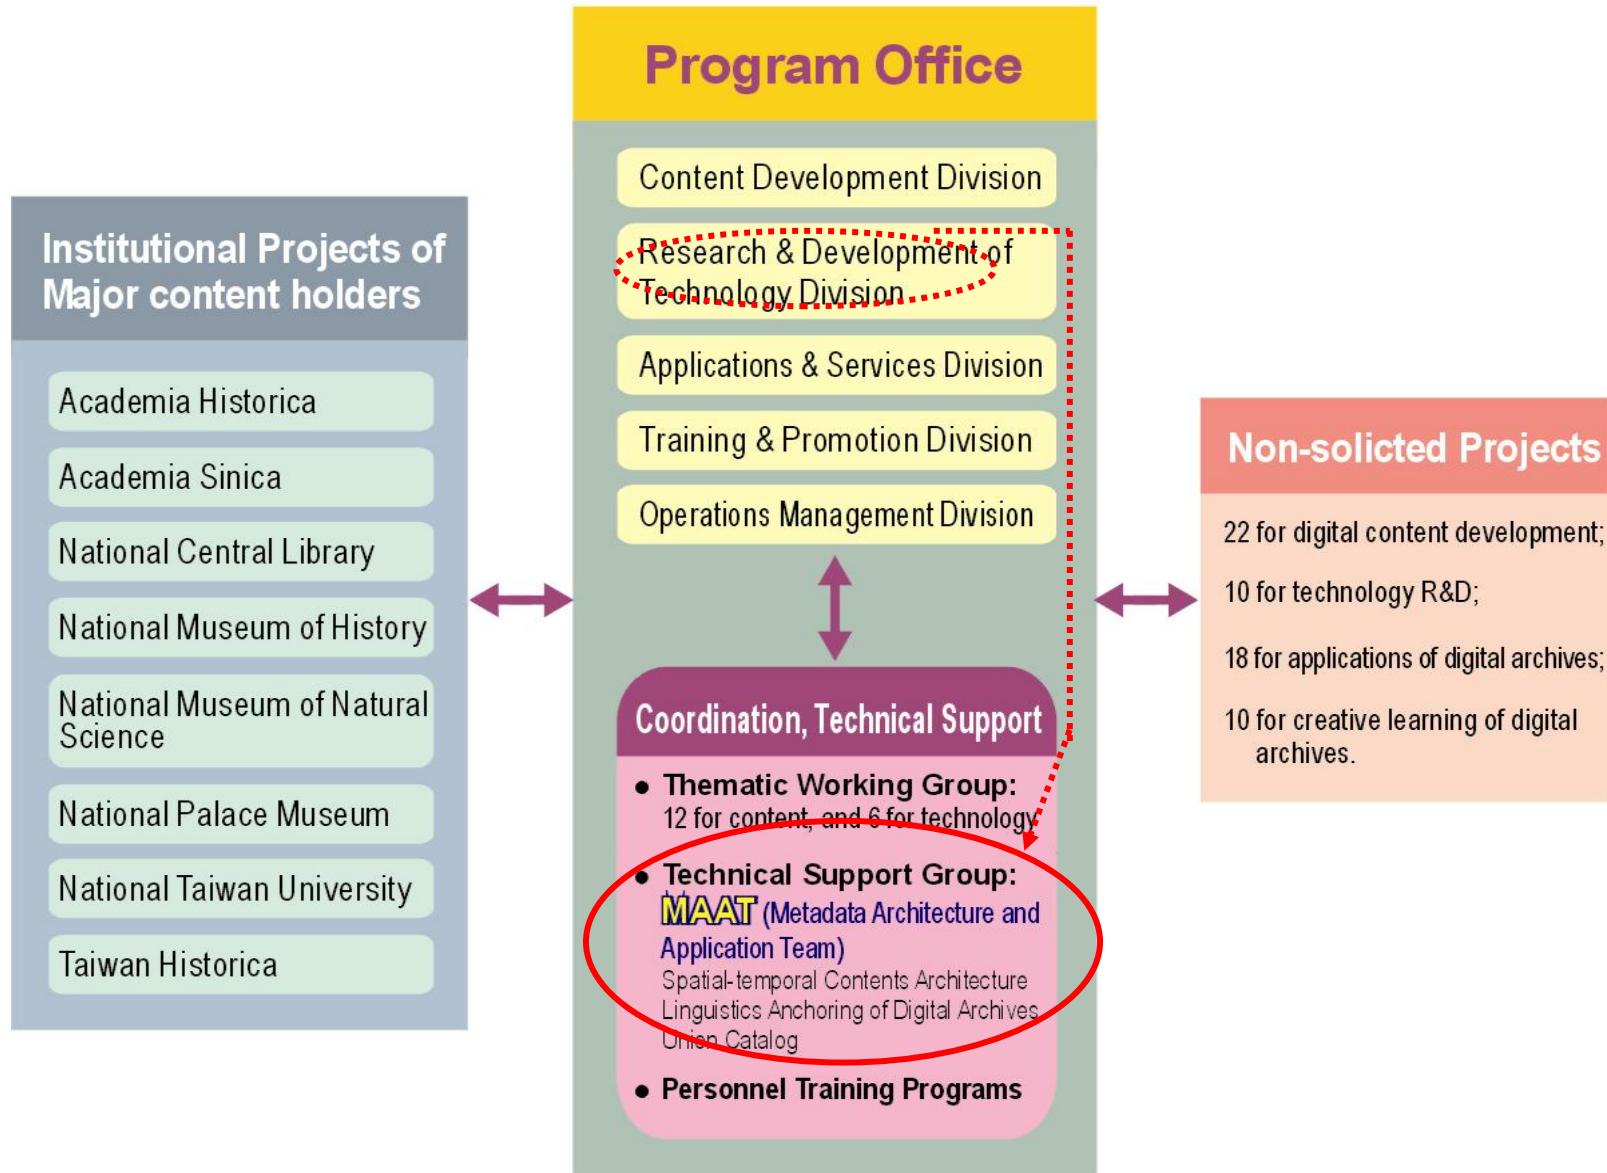 Program Office
Content Development Division
Research & Development of
Technology Division
Applications & Services Division
Training & Promotion Division
Operations Management Division
Institutional Projects of
Major content holders
Academia Historica
Academia Sinica
National Central Library
National Museum of History
National Museum of Natural
Science
National Palace Museum
National Taiwan University
Taiwan Historica
Coordination, Technical Support
● Thematic Working Group:
12 for content, and 6 for technology
● Technical Support Group:
MAAT (Metadata Architecture and
Application Team)
Spatial-temporal Contents Architecture
Linguistics Anchoring of Digital Archives
Union Catalog
● Personnel Training Programs
Non-solicted Projects
22 for digital content development;
10 for technology R&D;
18 for applications of digital archives;
10 for creative learning of digital
archives.